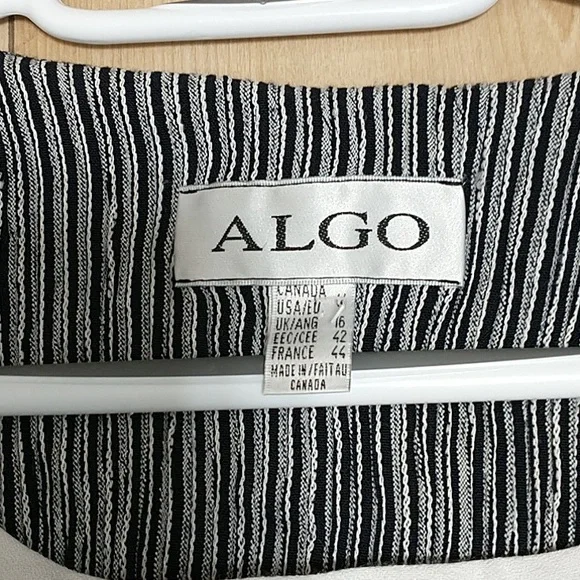 ALGO
CANADA
USA/EU
UK/ANG 16
EEC/CEE 42
FRANCE 44
MADE IN/FAIT AU
CANADA